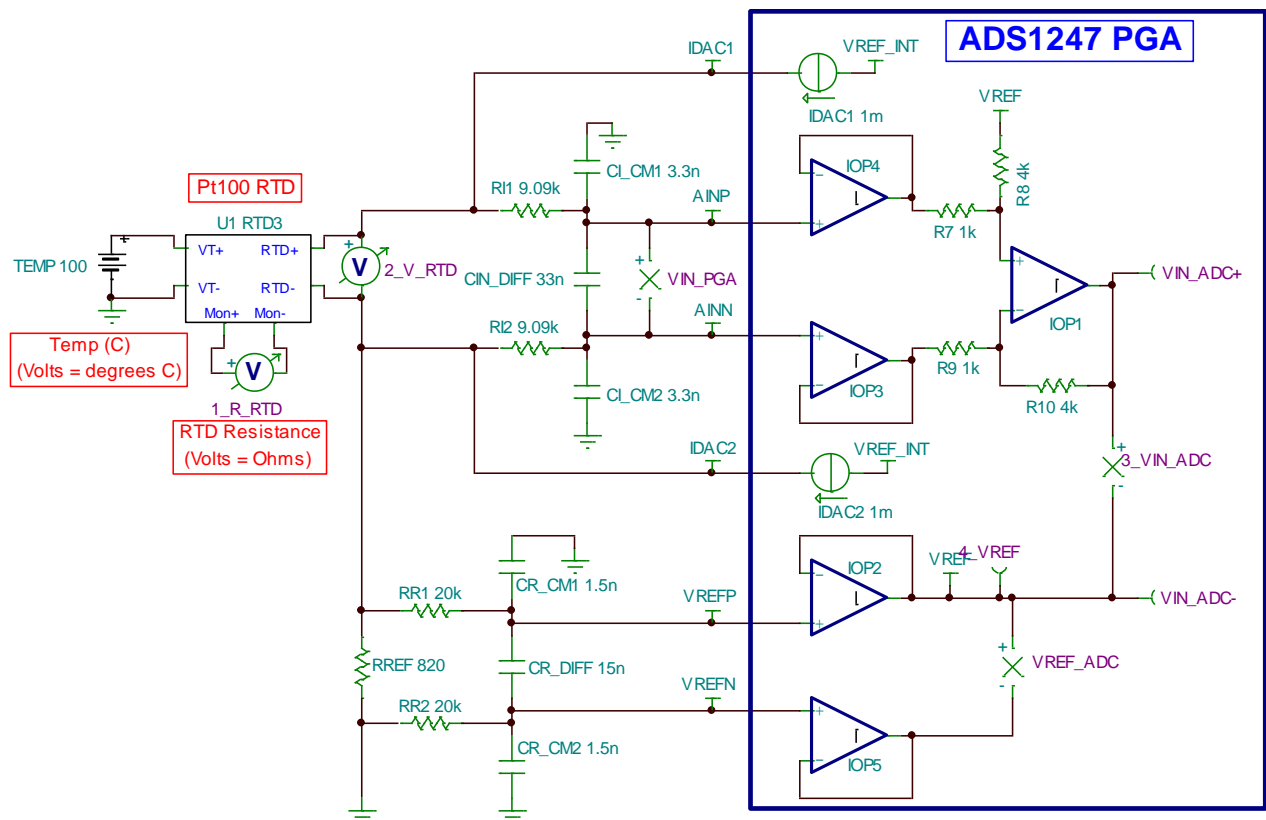 ADS1247 PGA
IDAC1
VREF_INT
IDAC1 1m
VREF
R8 4k
CI_CM1 3.3n
IOP4
Pt100 RTD
RI1 9.09k
AINP
R7 1k
U1 RTD3
VT+
RTD+
TEMP 100
VT-
RTD-
Mon+
Mon-
+
V
2_V_RTD
CIN_DIFF 33n
VIN_PGA
IOP1
VIN_ADC+
RI2 9.09k
AINN
Temp (C)
(Volts = degrees C)
V
1_R_RTD
RTD Resistance
(Volts = Ohms)
CI_CM2 3.3n
IOP3
R9 1k
R10 4k
IDAC2
VREF_INT
IDAC2 1m
3_VIN_ADC
CR_CM1 1.5n
IOP2
VREF
4_VREF
RR1 20k
VREFP
VIN_ADC-
RREF 820
CR_DIFF 15n
VREF_ADC
RR2 20k
VREFN
CR_CM2 1.5n
IOP5